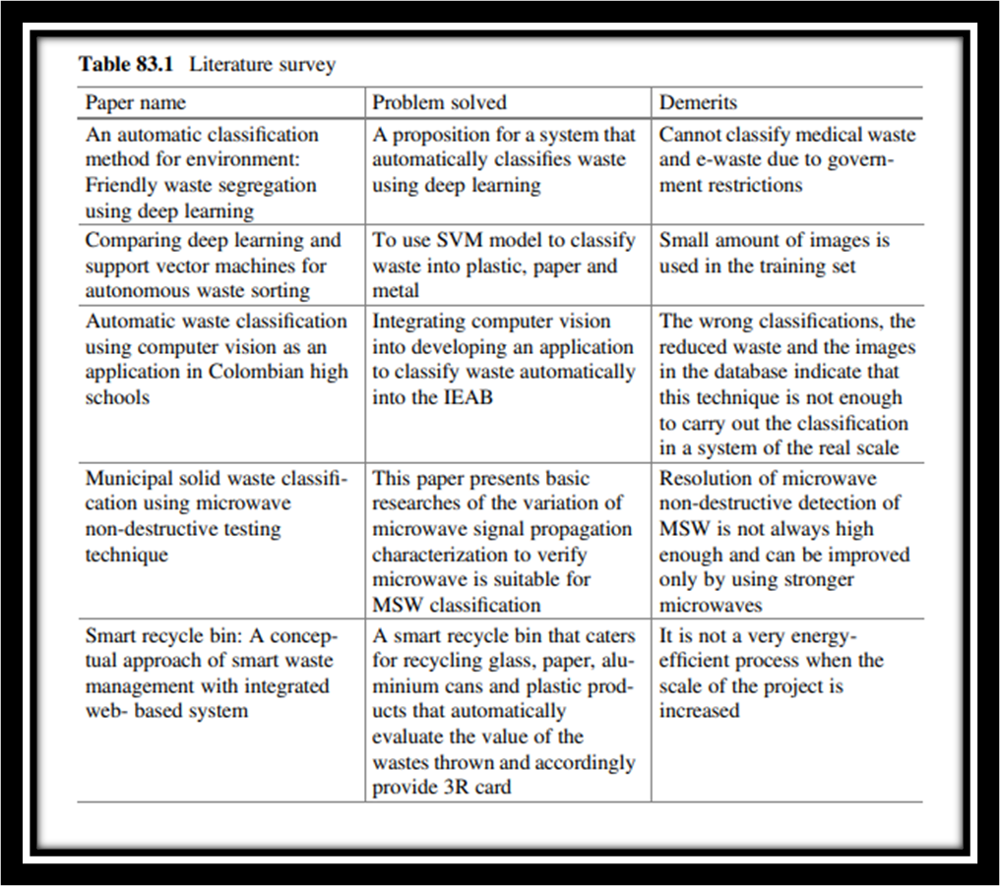 Table 83.1 Literature survey
Paper name
Problem solved
Demerits
An automatic classification
method for environment:
Friendly waste segregation
using deep learning
A proposition for a system that
automatically classifies waste
using deep learning
Cannot classify medical waste
and e-waste due to govern-
ment restrictions
Comparing deep learning and
support vector machines for
autonomous waste sorting
To use SVM model to classify
waste into plastic, paper and
metal
Small amount of images is
used in the training set
Automatic waste classification
using computer vision as an
application in Colombian high
schools
Integrating computer vision
into developing an application
to classify waste automatically
into the IEAB
The wrong classifications, the
reduced waste and the images
in the database indicate that
this technique is not enough
to carry out the classification
in a system of the real scale
Municipal solid waste classifi-
cation using microwave
non-destructive testing
technique
This paper presents basic
researches of the variation of
microwave signal propagation
characterization to verify
microwave is suitable for
MSW classification
Resolution of microwave
non-destructive detection of
MSW is not always high
enough and can be improved
only by using stronger
microwaves
Smart recycle bin: A concep-
tual approach of smart waste
management with integrated
web- based system
A smart recycle bin that caters
for recycling glass, paper, alu-
minium cans and plastic prod-
ucts that automatically
evaluate the value of the
wastes thrown and accordingly
provide 3R card
It is not a very energy-
efficient process when the
scale of the project is
increased